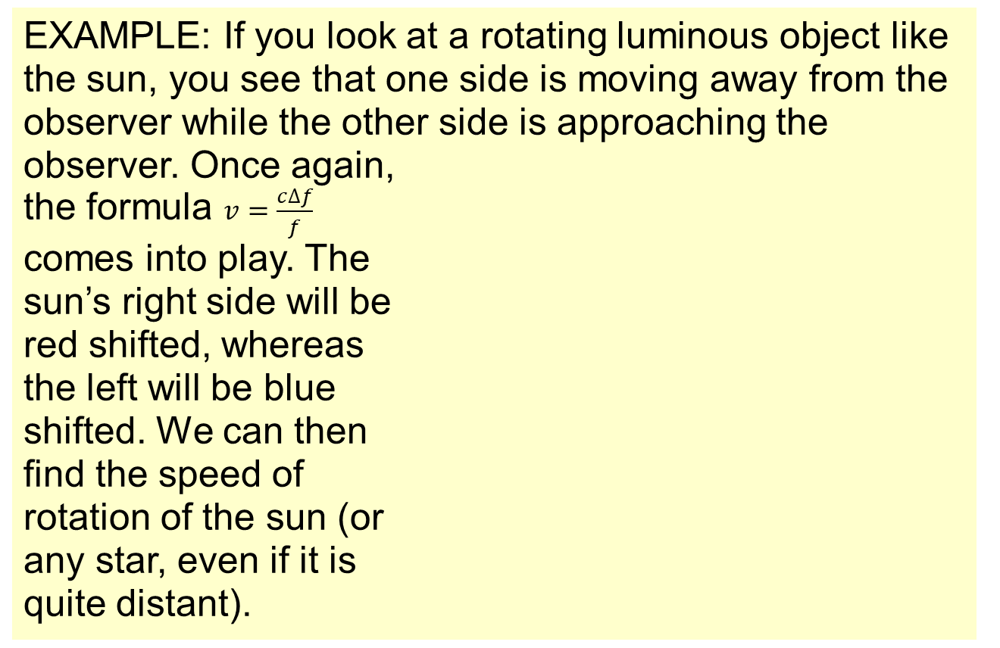 EXAMPLE: If you look at a rotating luminous object like
the sun, you see that one side is moving away from the
observer while the other side is approaching the
observer. Once again,
the formula v = cΔf/f
comes into play. The
sun’s right side will be
red shifted, whereas
the left will be blue
shifted. We can then
find the speed of
rotation of the sun (or
any star, even if it is
quite distant).